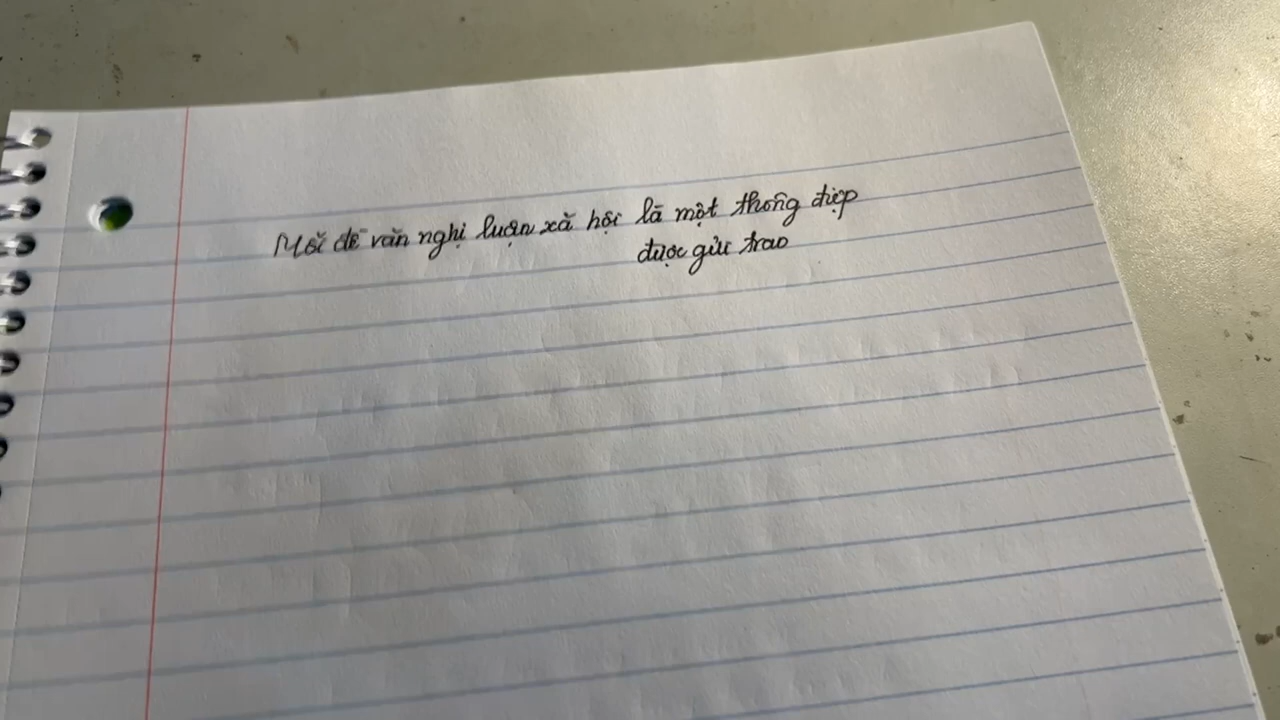 Mỗi đề văn nghị luận xã hội là một thông điệp
được gửi trao